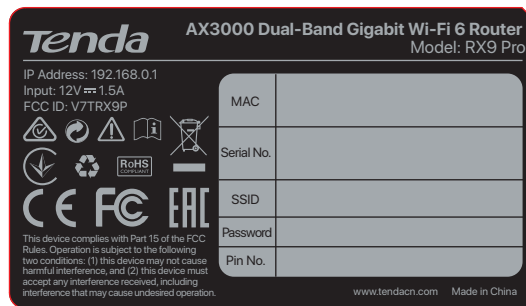 Tenda
AX3000 Dual-Band Gigabit Wi-Fi 6 Router
Model: RX9 Pro
IP Address: 192.168.0.1
Input: 12V⎓1.5A
FCC ID: V7TRX9P
RoHS
COMPLIANT
CE FC EAC
This device complies with Part 15 of the FCC
Rules. Operation is subject to the following
two conditions: (1) this device may not cause
harmful interference, and (2) this device must
accept any interference received, including
interference that may cause undesired operation.
MAC
Serial No.
SSID
Password
Pin No.
www.tendacn.com Made in China